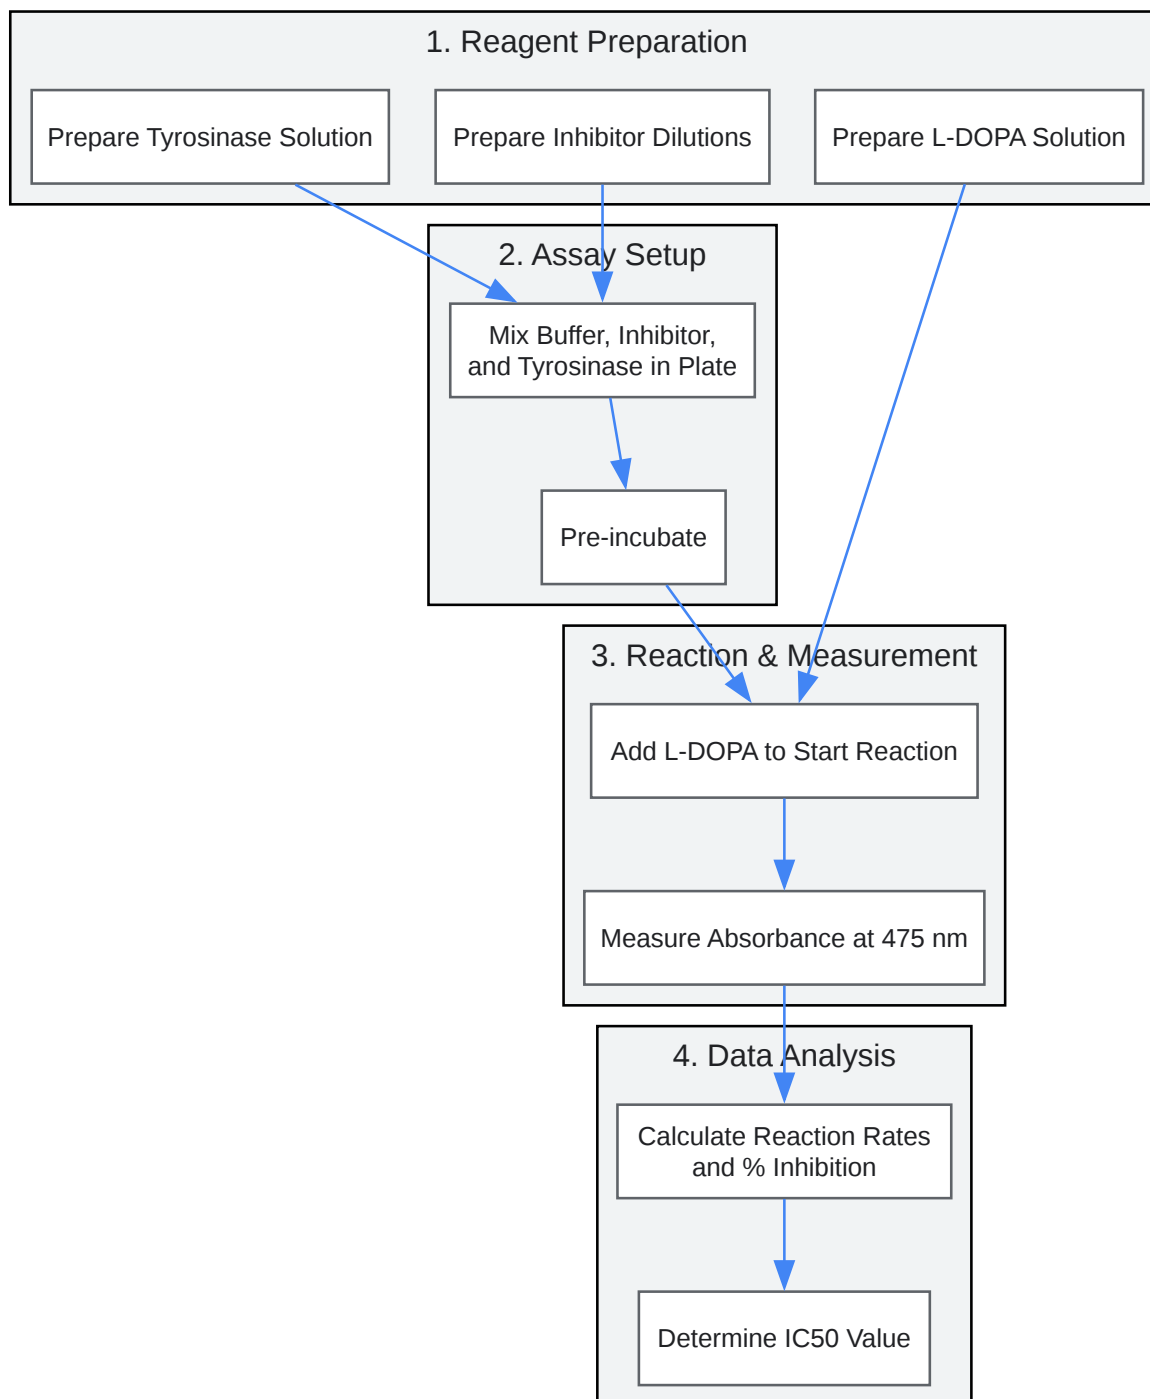 1. Reagent Preparation
Prepare Tyrosinase Solution
Prepare Inhibitor Dilutions
Prepare L-DOPA Solution
2. Assay Setup
Mix Buffer, Inhibitor,
and Tyrosinase in Plate
Pre-incubate
3. Reaction & Measurement
Add L-DOPA to Start Reaction
Measure Absorbance at 475 nm
4. Data Analysis
Calculate Reaction Rates
and % Inhibition
Determine IC50 Value